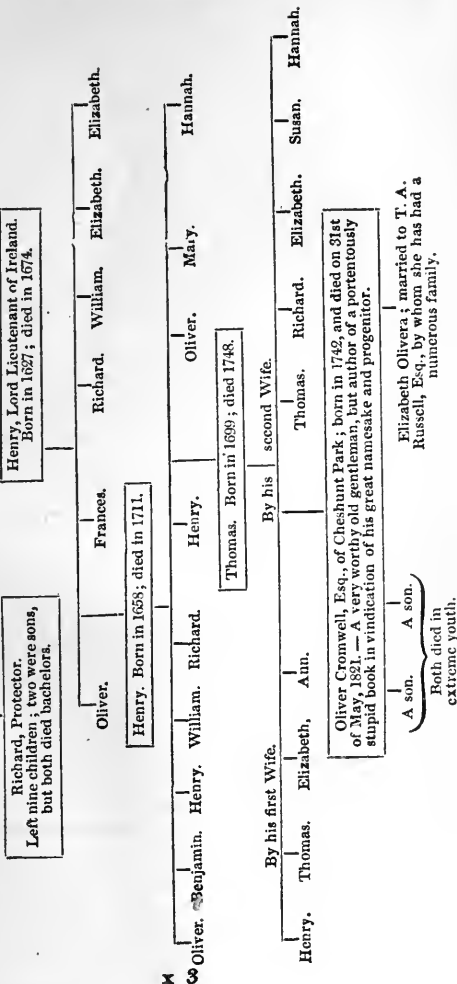 Richard, Protector.
Left nine children; two were sons,
but both died bachelors.
Henry, Lord Lieutenant of Ireland.
Born in 1627; died in 1674.
Oliver. Frances. Richard. William. Elizabeth. Elizabeth.
Henry. Born in 1658; died in 1711.
Oliver. Benjamin. Henry. William. Richard. Henry. Oliver. Mary. Hannah.
Thomas. Born in 1699; died 1748.
By his first Wife. By his second Wife.
Henry. Thomas. Elizabeth, Ann. Thomas. Richard. Elizabeth. Susan. Hannah.
Oliver Cromwell, Esq., of Cheshunt Park; born in 1742, and died on 31st
of May, 1821. — A very worthy old gentleman, but author of a portentously
stupid book in vindication of his great namesake and progenitor.
A son. A son.
Both died in
extreme youth.
Elizabeth Olivera; married to T. A.
Russell, Esq., by whom she has had a
numerous family.
K 3